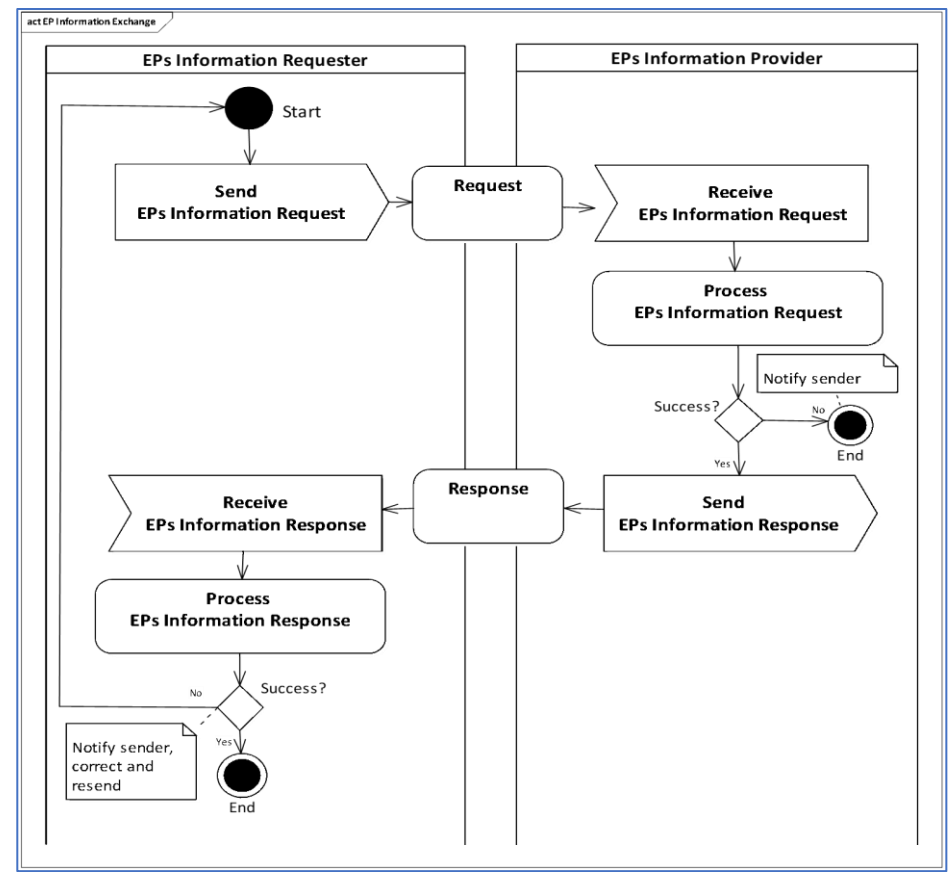 act EP Information Exchange
EPs Information Requester
EPs Information Provider
Start
Send
EPs Information Request
Request
Receive
EPs Information Request
Process
EPs Information Request
Notify sender
Success?
No
End
Yes
Receive
EPs Information Response
Response
Send
EPs Information Response
Process
EPs Information Response
No
Success?
Notify sender,
correct and
resend
Yes
End